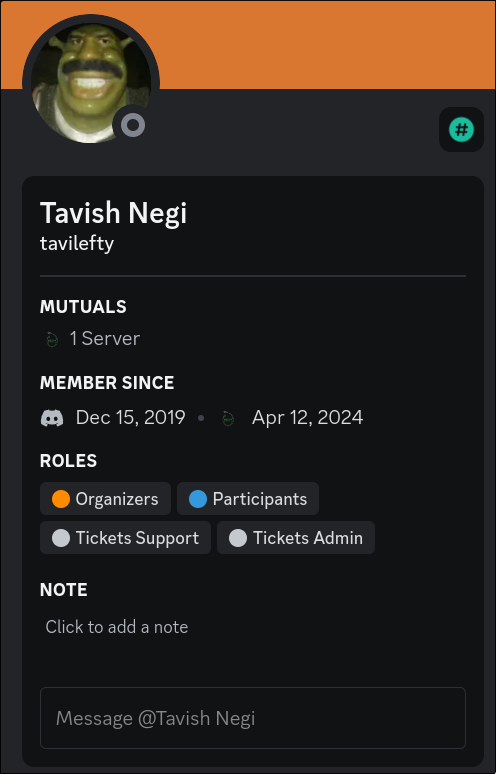 #
Tavish Negi
tavilefty
MUTUALS
1 Server
MEMBER SINCE
Dec 15, 2019 • Apr 12, 2024
ROLES
Organizers Participants
Tickets Support Tickets Admin
NOTE
Click to add a note
Message @Tavish Negi